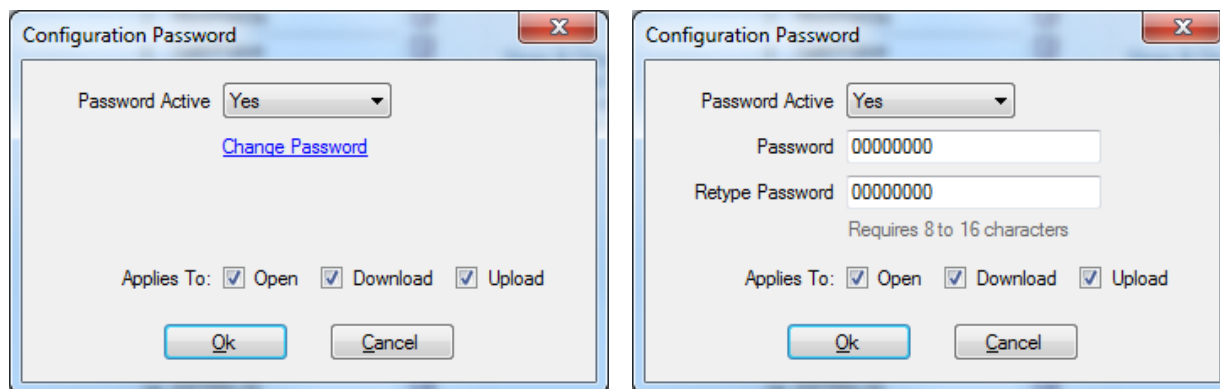 Configuration Password
Password Active Yes
Change Password
Applies To: Open Download Upload
Ok Cancel
Configuration Password
Password Active Yes
Password 00000000
Retype Password 00000000
Requires 8 to 16 characters
Applies To: Open Download Upload
Ok Cancel